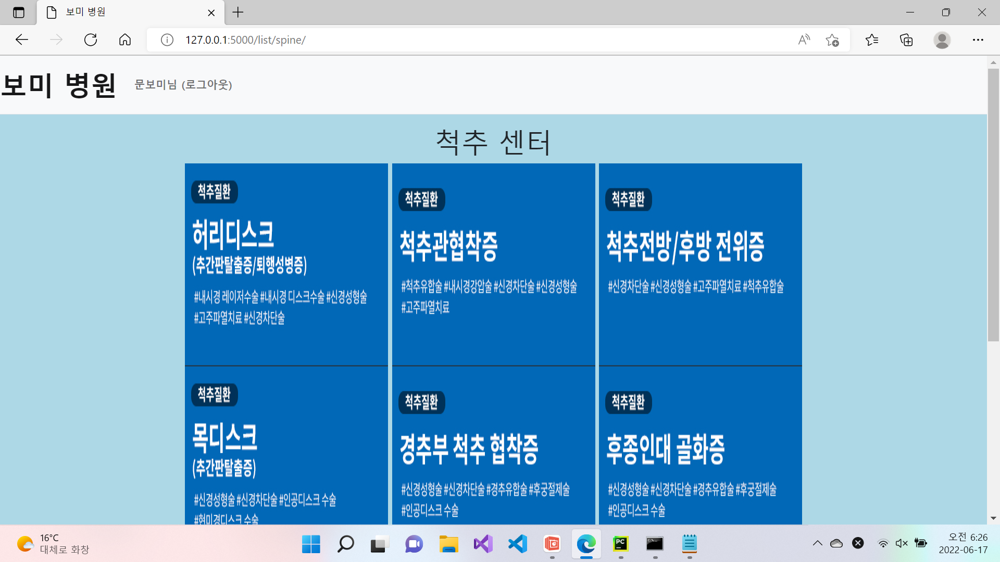 보미 병원
127.0.0.1:5000/list/spine/
보미 병원
문보미님 (로그아웃)
척추 센터
척추질환
허리디스크
(추간판탈출증/퇴행성병증)
#내시경 레이저수술 #내시경 디스크수술 #신경성형술
#고주파열치료 #신경차단술
척추질환
척추관협착증
#척추유합술 #내시경강압술 #신경차단술 #신경성형술
#고주파열치료
척추질환
척추전방/후방 전위증
#신경차단술 #신경성형술 #고주파열치료 #척추유합술
척추질환
목디스크
(추간판탈출증)
#신경성형술 #신경차단술 #인공디스크 수술
#현미경디스크 수술
척추질환
경추부 척추 협착증
#신경성형술 #신경차단술 #경추유합술 #후궁절제술
#인공디스크 수술
척추질환
후종인대 골화증
#신경성형술 #신경차단술 #경추유합술 #후궁절제술
#인공디스크 수술
16°C
대체로 화창
PC
오전 6:26
2022-06-17